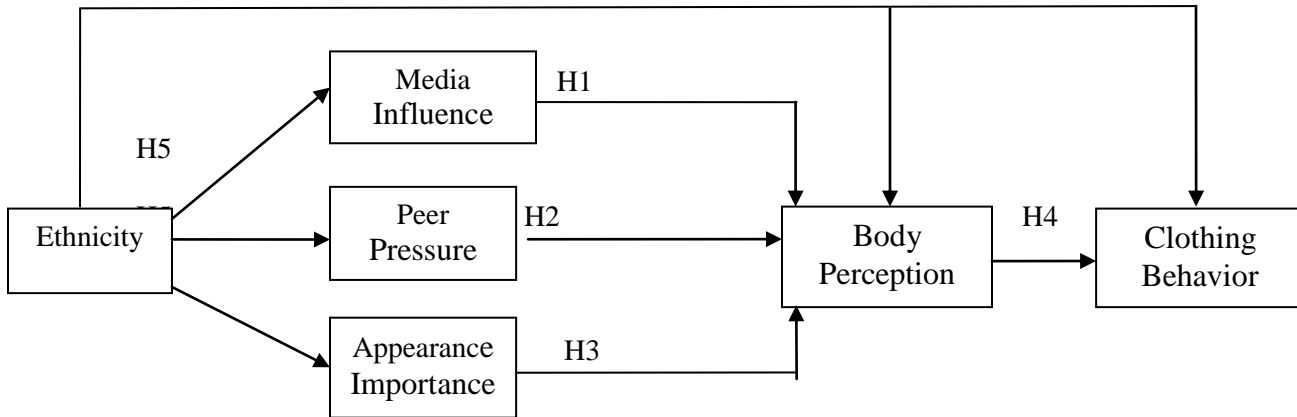 Media
Influence
H1
H5
Ethnicity
Peer
Pressure
H2
Body
Perception
H4
Clothing
Behavior
Appearance
Importance
H3